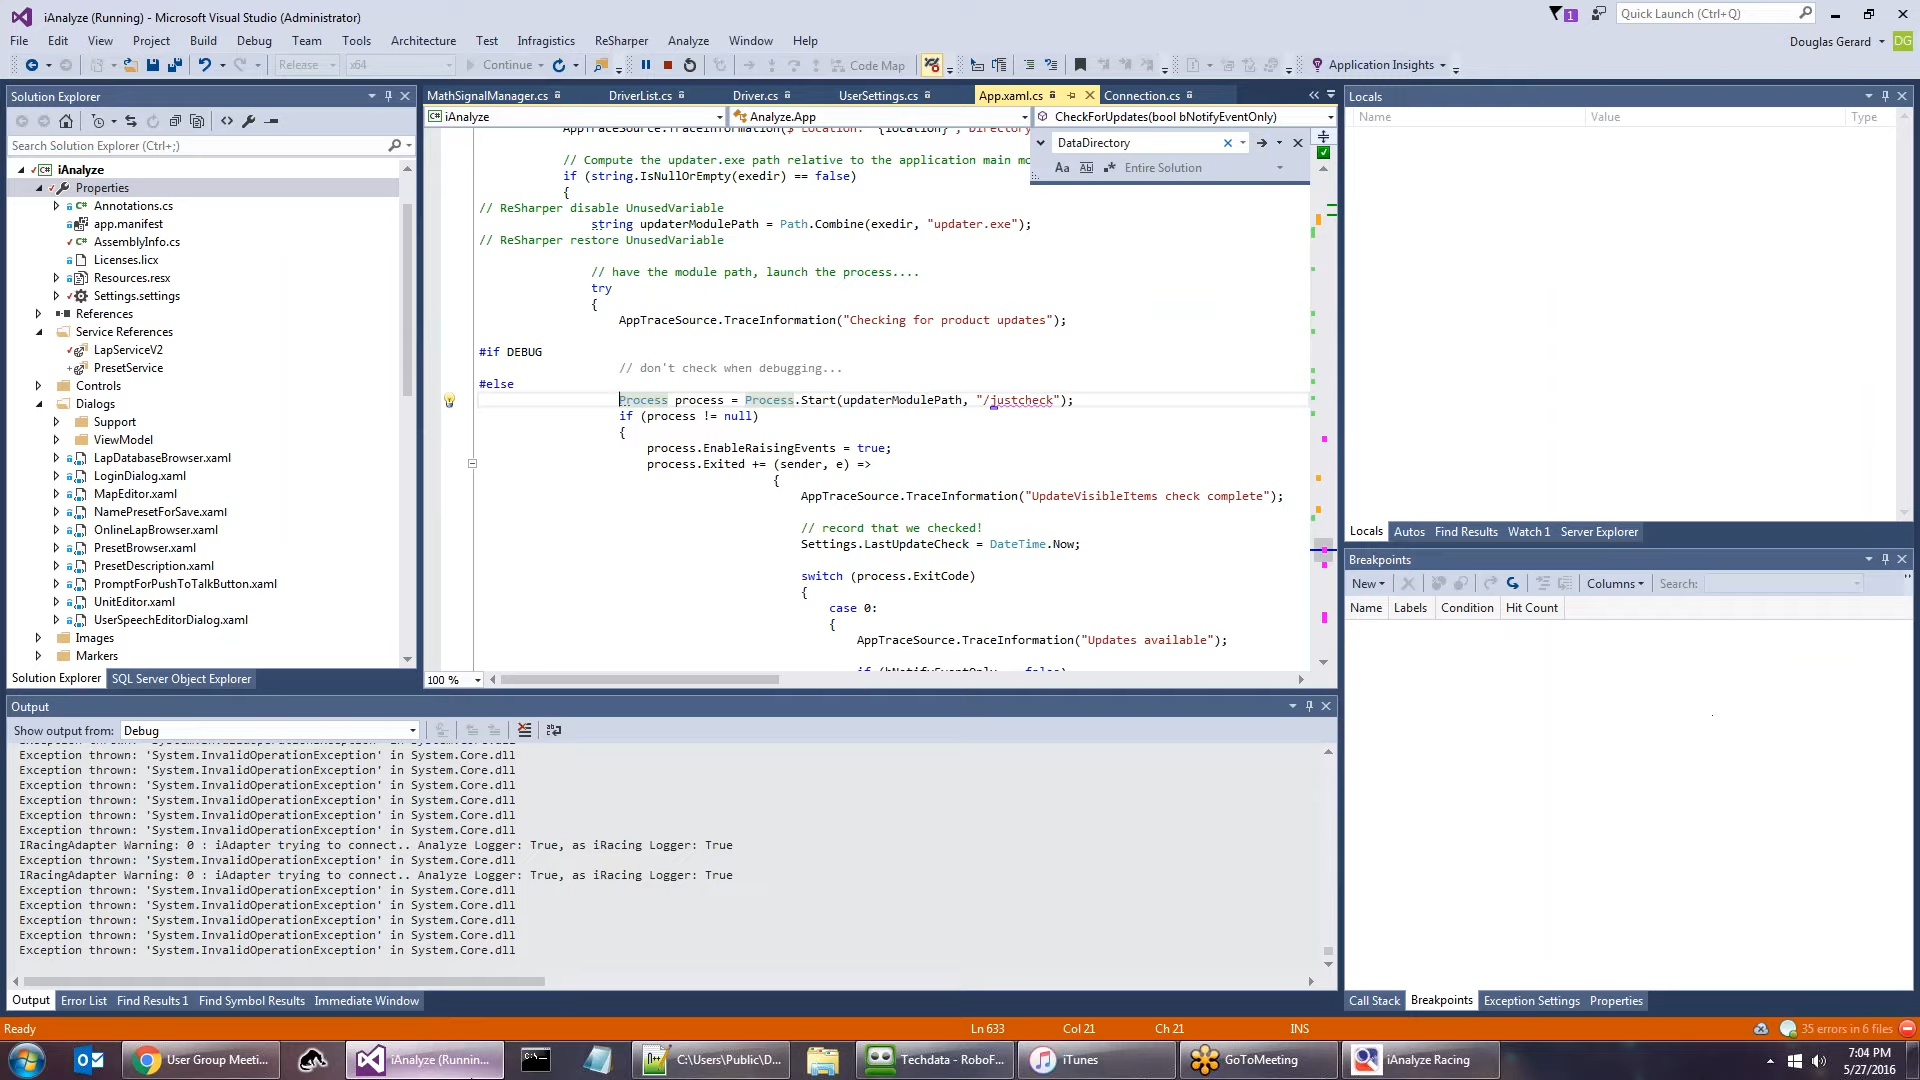 iAnalyze (Running) - Microsoft Visual Studio (Administrator)
1
Quick Launch (Ctrl+Q)
File Edit View Project Build Debug Team Tools Architecture Test Infragistics ReSharper Analyze Window Help
Douglas Gerard
DG
Release
x64
Continue
Code Map
Application Insights
Solution Explorer
Search Solution Explorer (Ctrl+;)
iAnalyze
Properties
Annotations.cs
app.manifest
AssemblyInfo.cs
Licenses.licx
Resources.resx
Settings.settings
References
Service References
LapServiceV2
PresetService
Controls
Dialogs
Support
ViewModel
LapDatabaseBrowser.xaml
LoginDialog.xaml
MapEditor.xaml
NamePresetForSave.xaml
OnlineLapBrowser.xaml
PresetBrowser.xaml
PresetDescription.xaml
PromptForPushToTalkButton.xaml
UnitEditor.xaml
UserSpeechEditorDialog.xaml
Images
Markers
Solution Explorer SQL Server Object Explorer
MathSignalManager.cs DriverList.cs Driver.cs UserSettings.cs App.xaml.cs Connection.cs
iAnalyze
Analyze.App
CheckForUpdates(bool bNotifyEventOnly)
DataDirectory
Aa Entire Solution
AppTraceSource.TraceInformation($"Location: '{location}', Directory
// Compute the updater.exe path relative to the application main mo
if (string.IsNullOrEmpty(exedir) == false)
{
// ReSharper disable UnusedVariable
string updaterModulePath = Path.Combine(exedir, "updater.exe");
// ReSharper restore UnusedVariable
// have the module path, launch the process....
try
{
AppTraceSource.TraceInformation("Checking for product updates");
#if DEBUG
// don't check when debugging...
#else
Process process = Process.Start(updaterModulePath, "/justcheck");
if (process != null)
{
process.EnableRaisingEvents = true;
process.Exited += (sender, e) =>
{
AppTraceSource.TraceInformation("UpdateVisibleItems check complete");
// record that we checked!
Settings.LastUpdateCheck = DateTime.Now;
switch (process.ExitCode)
{
case 0:
{
AppTraceSource.TraceInformation("Updates available");
if (bNotifyEventOnly == false)
100 %
Locals
Name Value Type
Locals Autos Find Results Watch 1 Server Explorer
Breakpoints
New Columns Search:
Name Labels Condition Hit Count
Call Stack Breakpoints Exception Settings Properties
Output
Show output from: Debug
Exception thrown: 'System.InvalidOperationException' in System.Core.dll
Exception thrown: 'System.InvalidOperationException' in System.Core.dll
Exception thrown: 'System.InvalidOperationException' in System.Core.dll
Exception thrown: 'System.InvalidOperationException' in System.Core.dll
Exception thrown: 'System.InvalidOperationException' in System.Core.dll
Exception thrown: 'System.InvalidOperationException' in System.Core.dll
Exception thrown: 'System.InvalidOperationException' in System.Core.dll
IRacingAdapter Warning: 0 : iAdapter trying to connect.. Analyze Logger: True, as iRacing Logger: True
Exception thrown: 'System.InvalidOperationException' in System.Core.dll
IRacingAdapter Warning: 0 : iAdapter trying to connect.. Analyze Logger: True, as iRacing Logger: True
Exception thrown: 'System.InvalidOperationException' in System.Core.dll
Exception thrown: 'System.InvalidOperationException' in System.Core.dll
Exception thrown: 'System.InvalidOperationException' in System.Core.dll
Exception thrown: 'System.InvalidOperationException' in System.Core.dll
Exception thrown: 'System.InvalidOperationException' in System.Core.dll
Output Error List Find Results 1 Find Symbol Results Immediate Window
Ready
Ln 633 Col 21 Ch 21 INS
35 errors in 6 files
User Group Meeti...
iAnalyze (Runnin...
C:\Users\Public\D...
Techdata - RoboF...
iTunes
GoToMeeting
iAnalyze Racing
7:04 PM
5/27/2016